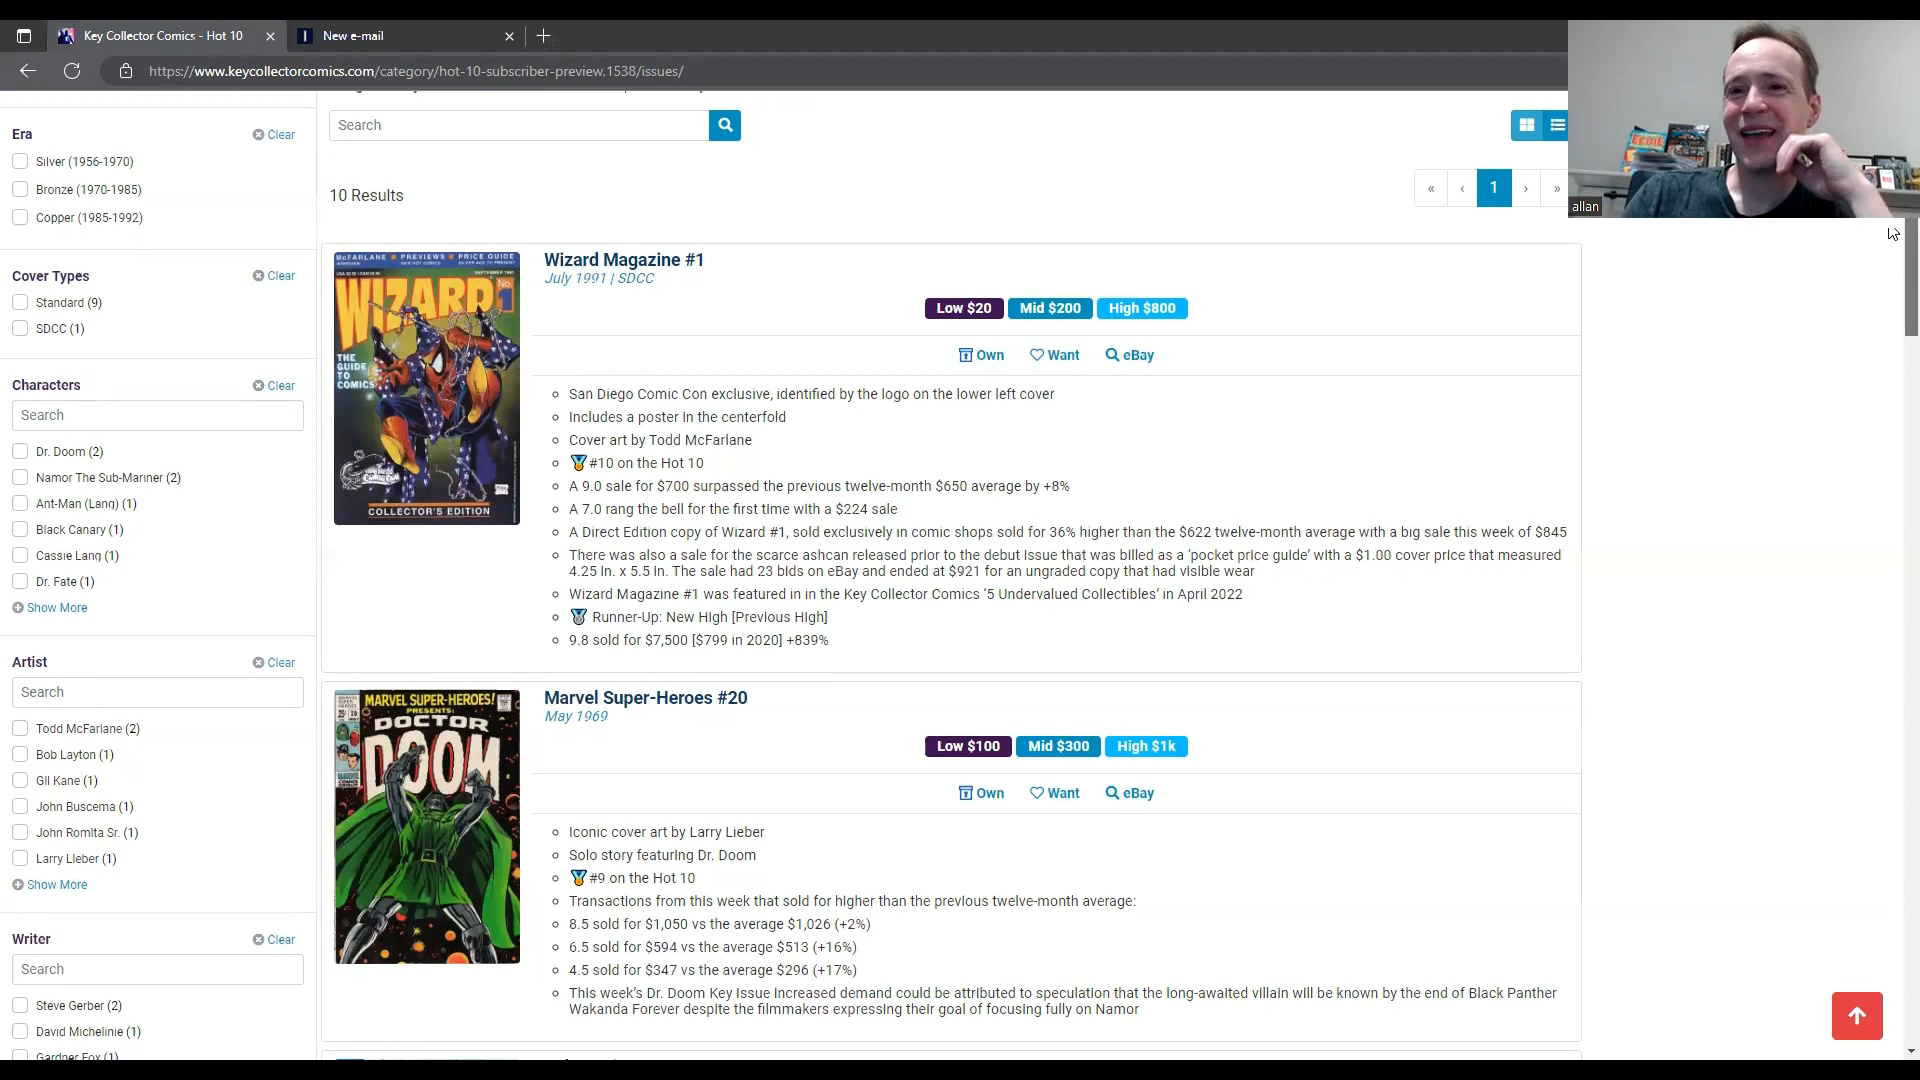 Key Collector Comics - Hot 10
New e-mail
https://www.keycollectorcomics.com/category/hot-10-subscriber-preview,1538/issues/
Era
Clear
Silver (1956-1970)
Bronze (1970-1985)
Copper (1985-1992)
Cover Types
Clear
Standard (9)
SDCC (1)
Characters
Clear
Search
Dr. Doom (2)
Namor The Sub-Mariner (2)
Ant-Man (Lang) (1)
Black Canary (1)
Cassie Lang (1)
Dr. Fate (1)
Show More
Artist
Clear
Search
Todd McFarlane (2)
Bob Layton (1)
Gil Kane (1)
John Buscema (1)
John Romita Sr. (1)
Larry Lieber (1)
Show More
Writer
Clear
Search
Steve Gerber (2)
David Michelinie (1)
Gardner Fox (1)
Search
10 Results
« ‹ 1 › »
allan
EERIE
McFARLANE PREVIEWS PRICE GUIDE
WIZARD
No. 1
THE
GUIDE
TO
COMICS
COLLECTOR'S EDITION
Wizard Magazine #1
July 1991 | SDCC
Low $20 Mid $200 High $800
Own Want eBay
San Diego Comic Con exclusive, identified by the logo on the lower left cover
Includes a poster in the centerfold
Cover art by Todd McFarlane
#10 on the Hot 10
A 9.0 sale for $700 surpassed the previous twelve-month $650 average by +8%
A 7.0 rang the bell for the first time with a $224 sale
A Direct Edition copy of Wizard #1, sold exclusively in comic shops sold for 36% higher than the $622 twelve-month average with a big sale this week of $845
There was also a sale for the scarce ashcan released prior to the debut issue that was billed as a 'pocket price guide' with a $1.00 cover price that measured
4.25 in. x 5.5 in. The sale had 23 bids on eBay and ended at $921 for an ungraded copy that had visible wear
Wizard Magazine #1 was featured in in the Key Collector Comics '5 Undervalued Collectibles' in April 2022
Runner-Up: New High [Previous High]
9.8 sold for $7,500 [$799 in 2020] +839%
MARVEL SUPER-HEROES!
PRESENTS:
DOCTOR
DOOM
Marvel Super-Heroes #20
May 1969
Low $100 Mid $300 High $1k
Own Want eBay
Iconic cover art by Larry Lieber
Solo story featuring Dr. Doom
#9 on the Hot 10
Transactions from this week that sold for higher than the previous twelve-month average:
8.5 sold for $1,050 vs the average $1,026 (+2%)
6.5 sold for $594 vs the average $513 (+16%)
4.5 sold for $347 vs the average $296 (+17%)
This week's Dr. Doom Key Issue increased demand could be attributed to speculation that the long-awaited villain will be known by the end of Black Panther
Wakanda Forever despite the filmmakers expressing their goal of focusing fully on Namor